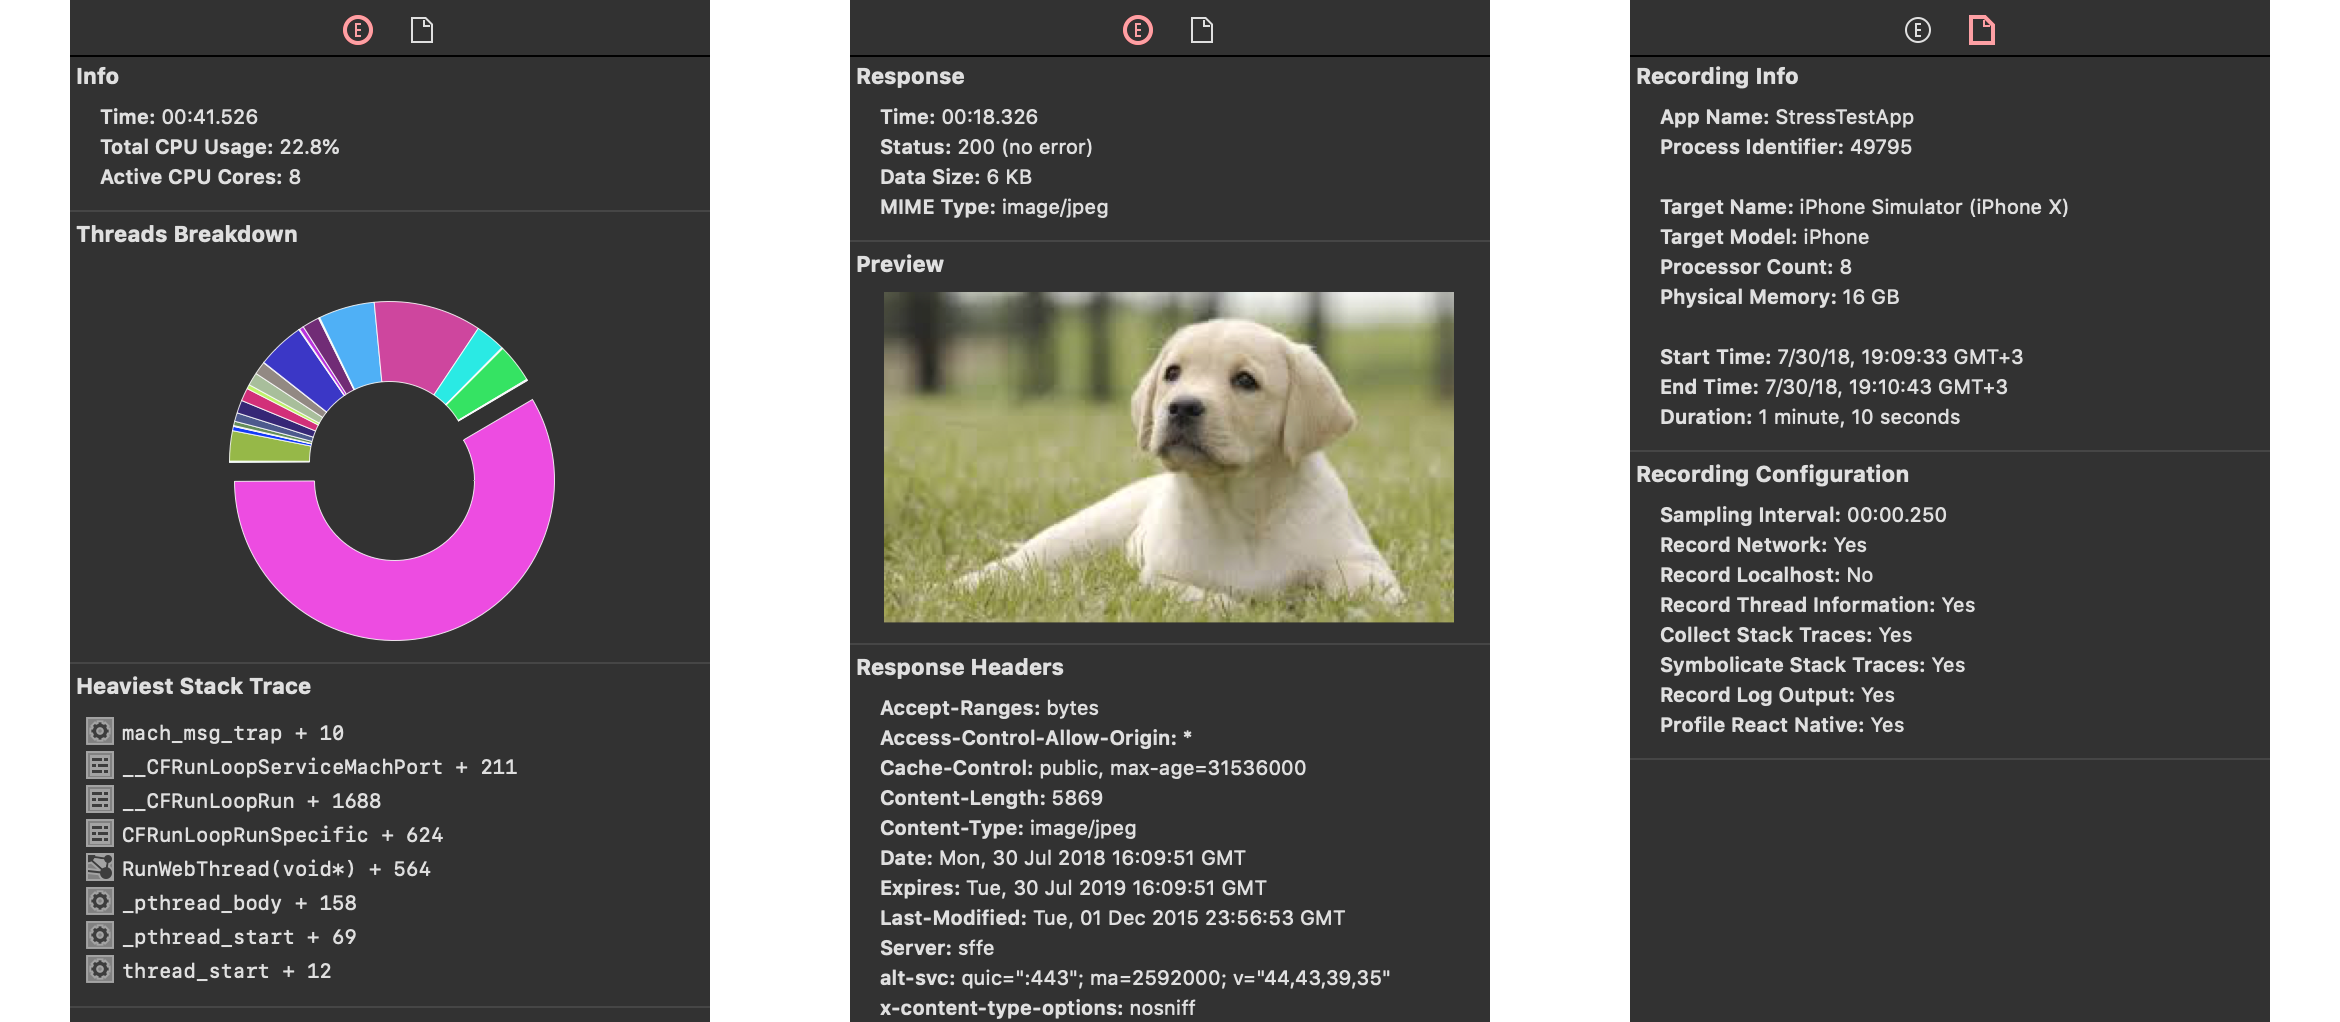 E
Info
Time: 00:41.526
Total CPU Usage: 22.8%
Active CPU Cores: 8
Threads Breakdown
Heaviest Stack Trace
mach_msg_trap + 10
__CFRunLoopServiceMachPort + 211
__CFRunLoopRun + 1688
CFRunLoopRunSpecific + 624
RunWebThread(void*) + 564
_pthread_body + 158
_pthread_start + 69
thread_start + 12
E
Response
Time: 00:18.326
Status: 200 (no error)
Data Size: 6 KB
MIME Type: image/jpeg
Preview
Response Headers
Accept-Ranges: bytes
Access-Control-Allow-Origin: *
Cache-Control: public, max-age=31536000
Content-Length: 5869
Content-Type: image/jpeg
Date: Mon, 30 Jul 2018 16:09:51 GMT
Expires: Tue, 30 Jul 2019 16:09:51 GMT
Last-Modified: Tue, 01 Dec 2015 23:56:53 GMT
Server: sffe
alt-svc: quic=":443"; ma=2592000; v="44,43,39,35"
x-content-type-options: nosniff
E
Recording Info
App Name: StressTestApp
Process Identifier: 49795
Target Name: iPhone Simulator (iPhone X)
Target Model: iPhone
Processor Count: 8
Physical Memory: 16 GB
Start Time: 7/30/18, 19:09:33 GMT+3
End Time: 7/30/18, 19:10:43 GMT+3
Duration: 1 minute, 10 seconds
Recording Configuration
Sampling Interval: 00:00.250
Record Network: Yes
Record Localhost: No
Record Thread Information: Yes
Collect Stack Traces: Yes
Symbolicate Stack Traces: Yes
Record Log Output: Yes
Profile React Native: Yes